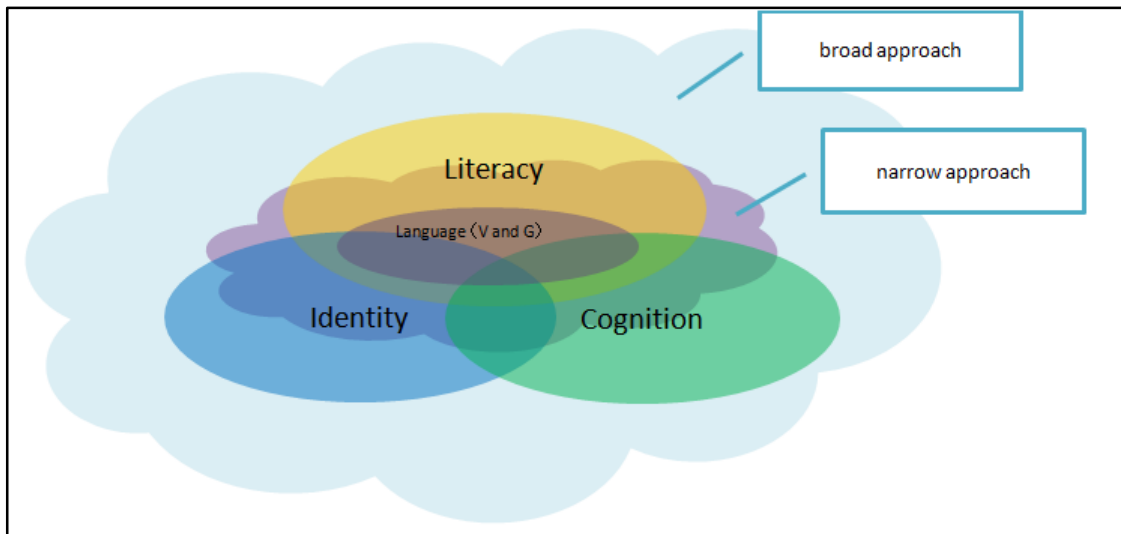 broad approach
narrow approach
Literacy
Language（V and G）
Identity
Cognition